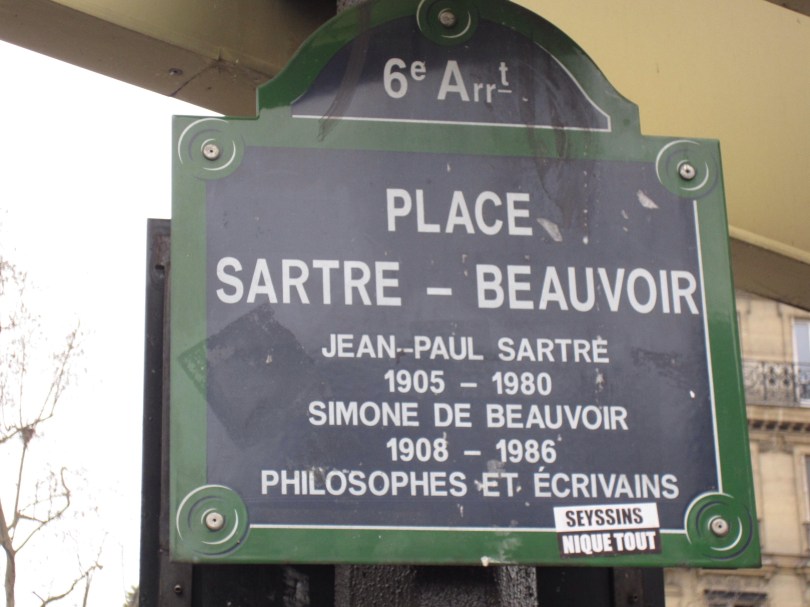 6e Arrt
PLACE
SARTRE – BEAUVOIR
JEAN-PAUL SARTRE
1905 – 1980
SIMONE DE BEAUVOIR
1908 – 1986
PHILOSOPHES ET ÉCRIVAINS
SEYSSINS
NIQUE TOUT